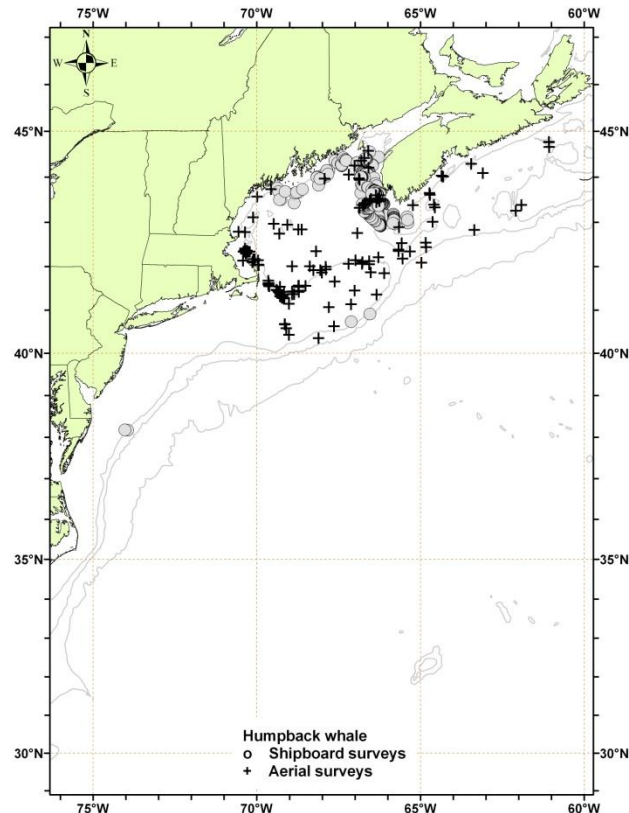 75°W 70°W 65°W 60°W
N
W E
S
45°N 45°N
40°N 40°N
35°N 35°N
30°N 30°N
Humpback whale
Shipboard surveys
Aerial surveys
75°W 70°W 65°W 60°W